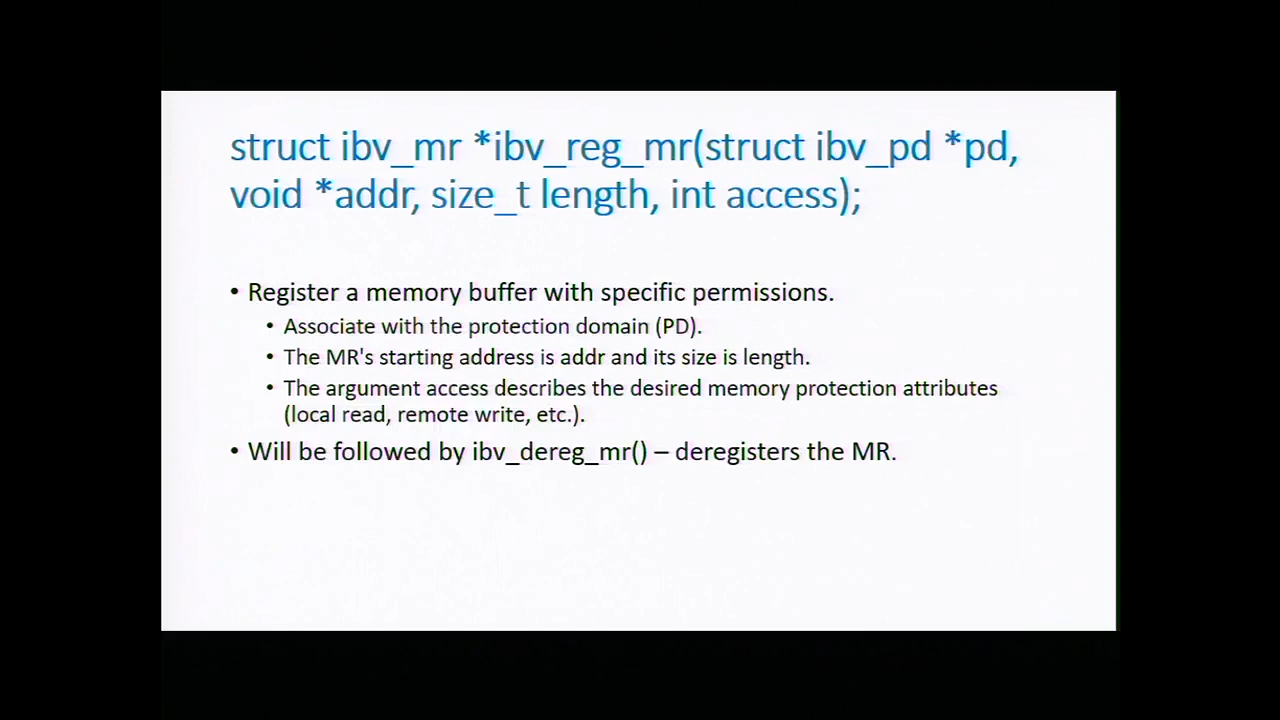 struct ibv_mr *ibv_reg_mr(struct ibv_pd *pd,
void *addr, size_t length, int access);
• Register a memory buffer with specific permissions.
• Associate with the protection domain (PD).
• The MR's starting address is addr and its size is length.
• The argument access describes the desired memory protection attributes
(local read, remote write, etc.).
• Will be followed by ibv_dereg_mr() – deregisters the MR.